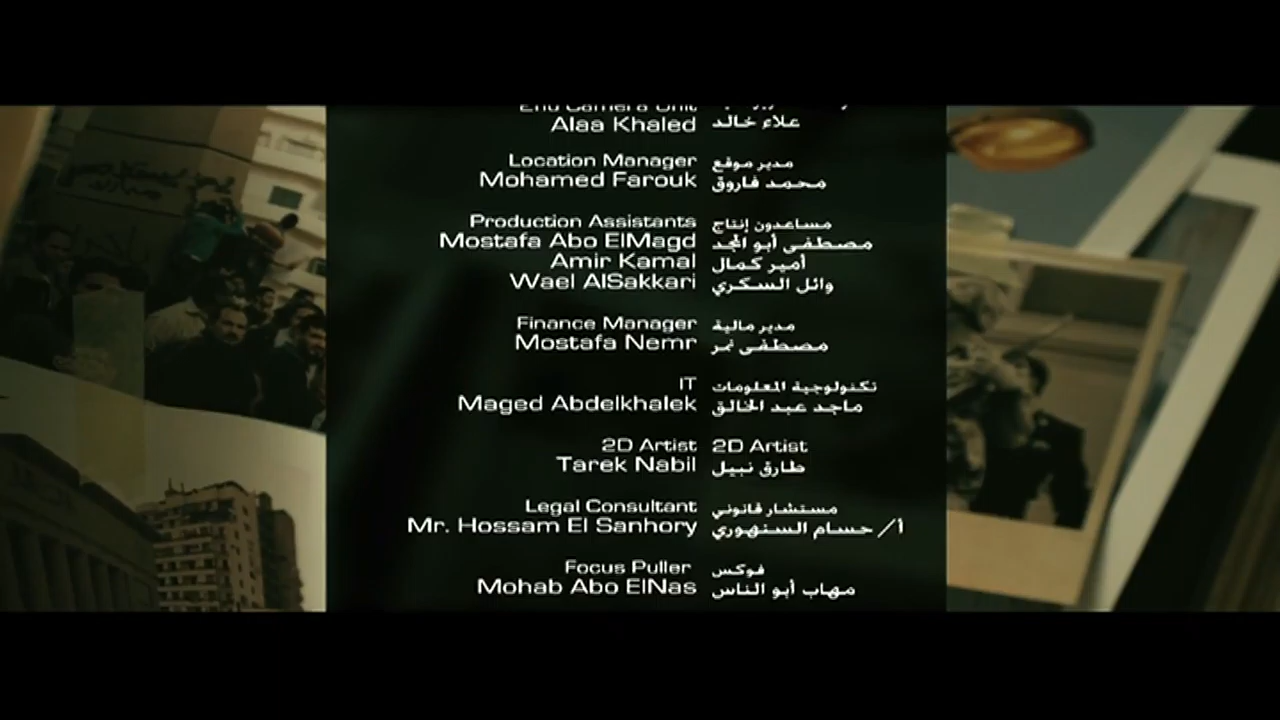 Alaa Khaled علاء خالد
Location Manager مدير موقع
Mohamed Farouk محمد فاروق
Production Assistants مساعدون إنتاج
Mostafa Abo ElMagd مصطفى أبو المجد
Amir Kamal أمير كمال
Wael AlSakkari وائل السكري
Finance Manager مدير مالية
Mostafa Nemr مصطفى نمر
IT تكنولوجية المعلومات
Maged Abdelkhalek ماجد عبد الخالق
2D Artist 2D Artist
Tarek Nabil طارق نبيل
Legal Consultant مستشار قانوني
Mr. Hossam El Sanhory أ/ حسام السنهوري
Focus Puller فوكس
Mohab Abo ElNas مهاب أبو الناس